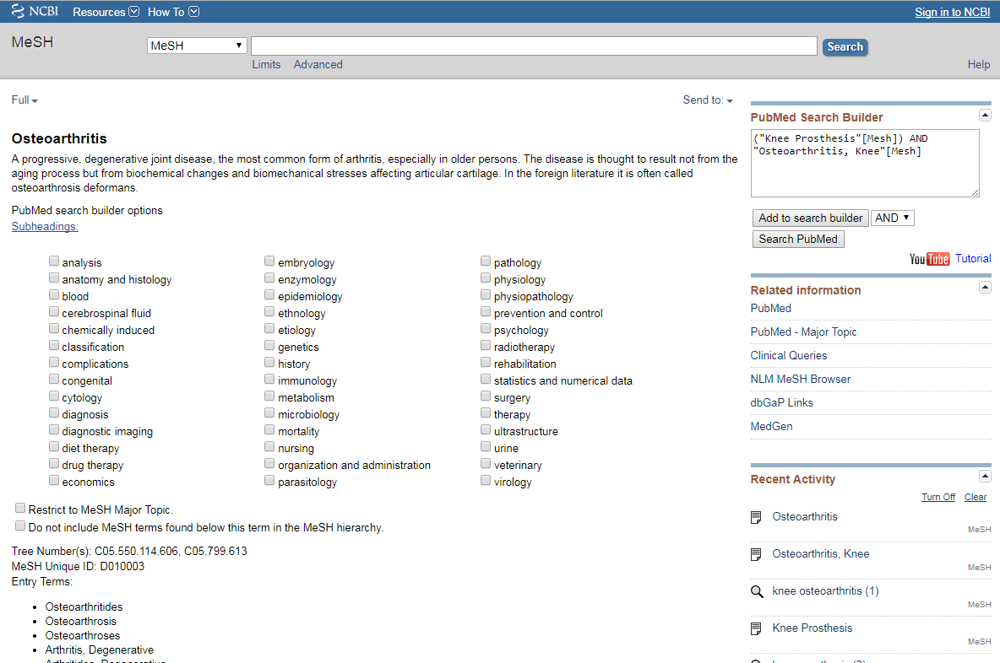 NCBI Resources How To Sign in to NCBI
MeSH MeSH Search
Limits Advanced Help
Full Send to:
Osteoarthritis
A progressive, degenerative joint disease, the most common form of arthritis, especially in older persons. The disease is thought to result not from the
aging process but from biochemical changes and biomechanical stresses affecting articular cartilage. In the foreign literature it is often called
osteoarthrosis deformans.
PubMed search builder options
Subheadings:
analysis
anatomy and histology
blood
cerebrospinal fluid
chemically induced
classification
complications
congenital
cytology
diagnosis
diagnostic imaging
diet therapy
drug therapy
economics
embryology
enzymology
epidemiology
ethnology
etiology
genetics
history
immunology
metabolism
microbiology
mortality
nursing
organization and administration
parasitology
pathology
physiology
physiopathology
prevention and control
psychology
radiotherapy
rehabilitation
statistics and numerical data
surgery
therapy
ultrastructure
urine
veterinary
virology
Restrict to MeSH Major Topic.
Do not include MeSH terms found below this term in the MeSH hierarchy.
Tree Number(s): C05.550.114.606, C05.799.613
MeSH Unique ID: D010003
Entry Terms:
Osteoarthritides
Osteoarthrosis
Osteoarthroses
Arthritis, Degenerative
PubMed Search Builder
("Knee Prosthesis"[Mesh]) AND
"Osteoarthritis, Knee"[Mesh]
Add to search builder AND
Search PubMed
YouTube Tutorial
Related information
PubMed
PubMed - Major Topic
Clinical Queries
NLM MeSH Browser
dbGaP Links
MedGen
Recent Activity
Turn Off Clear
Osteoarthritis
MeSH
Osteoarthritis, Knee
MeSH
knee osteoarthritis (1)
MeSH
Knee Prosthesis
MeSH